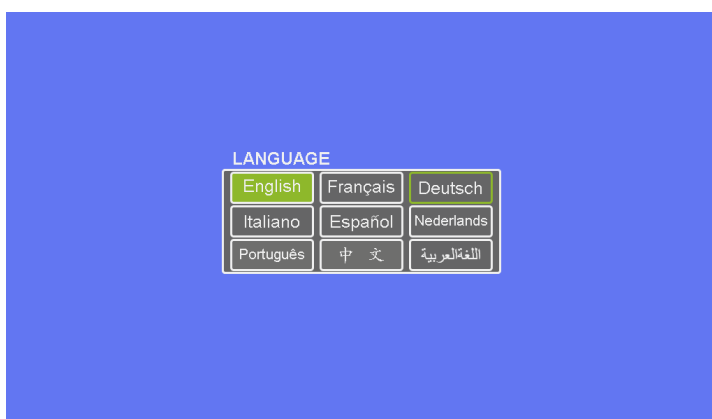 LANGUAGE
English Français Deutsch
Italiano Español Nederlands
Português 中 文 اللغةالعربية